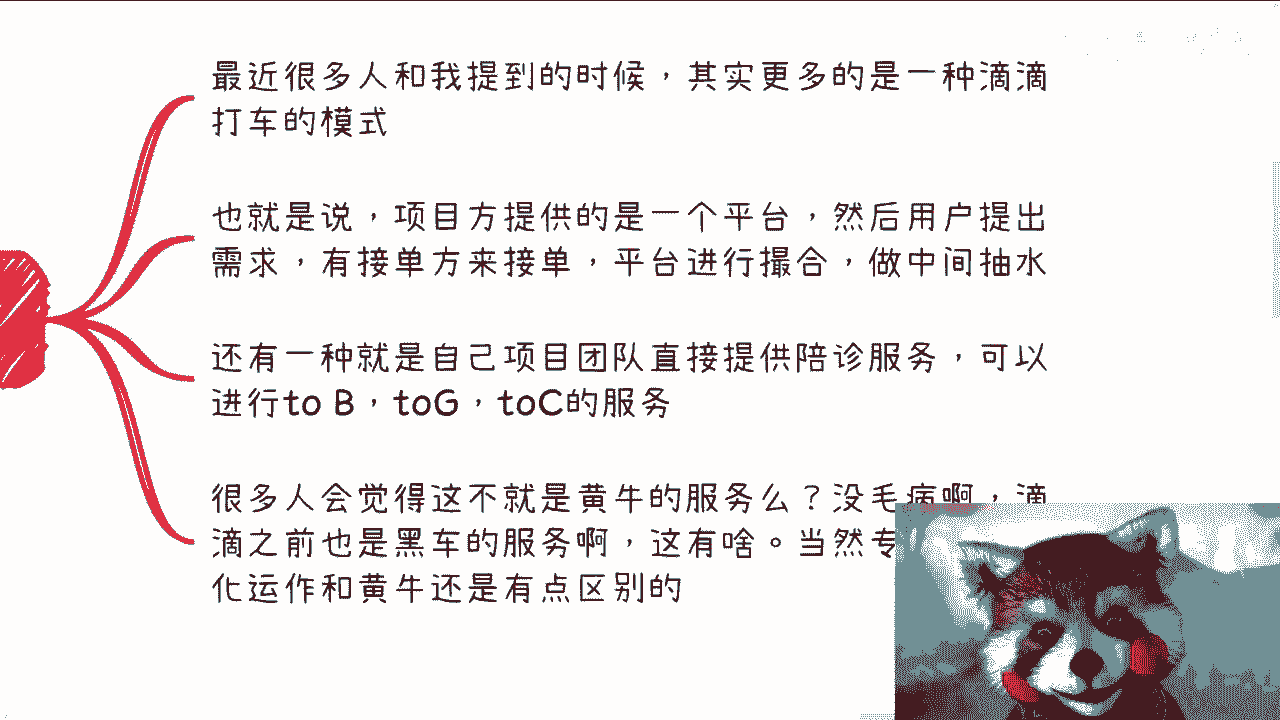 最近很多人和我提到的时候，其实更多的是一种滴滴
打车的模式
也就是说，项目方提供的是一个平台，然后用户提出
需求，有接单方来接单，平台进行撮合，做中间抽水
还有一种就是自己项目团队直接提供陪诊服务，可以
进行to B，toG，toC的服务
很多人会觉得这不就是黄牛的服务么？没毛病啊，滴
滴之前也是黑车的服务啊，这有啥。当然专
化运作和黄牛还是有点区别的